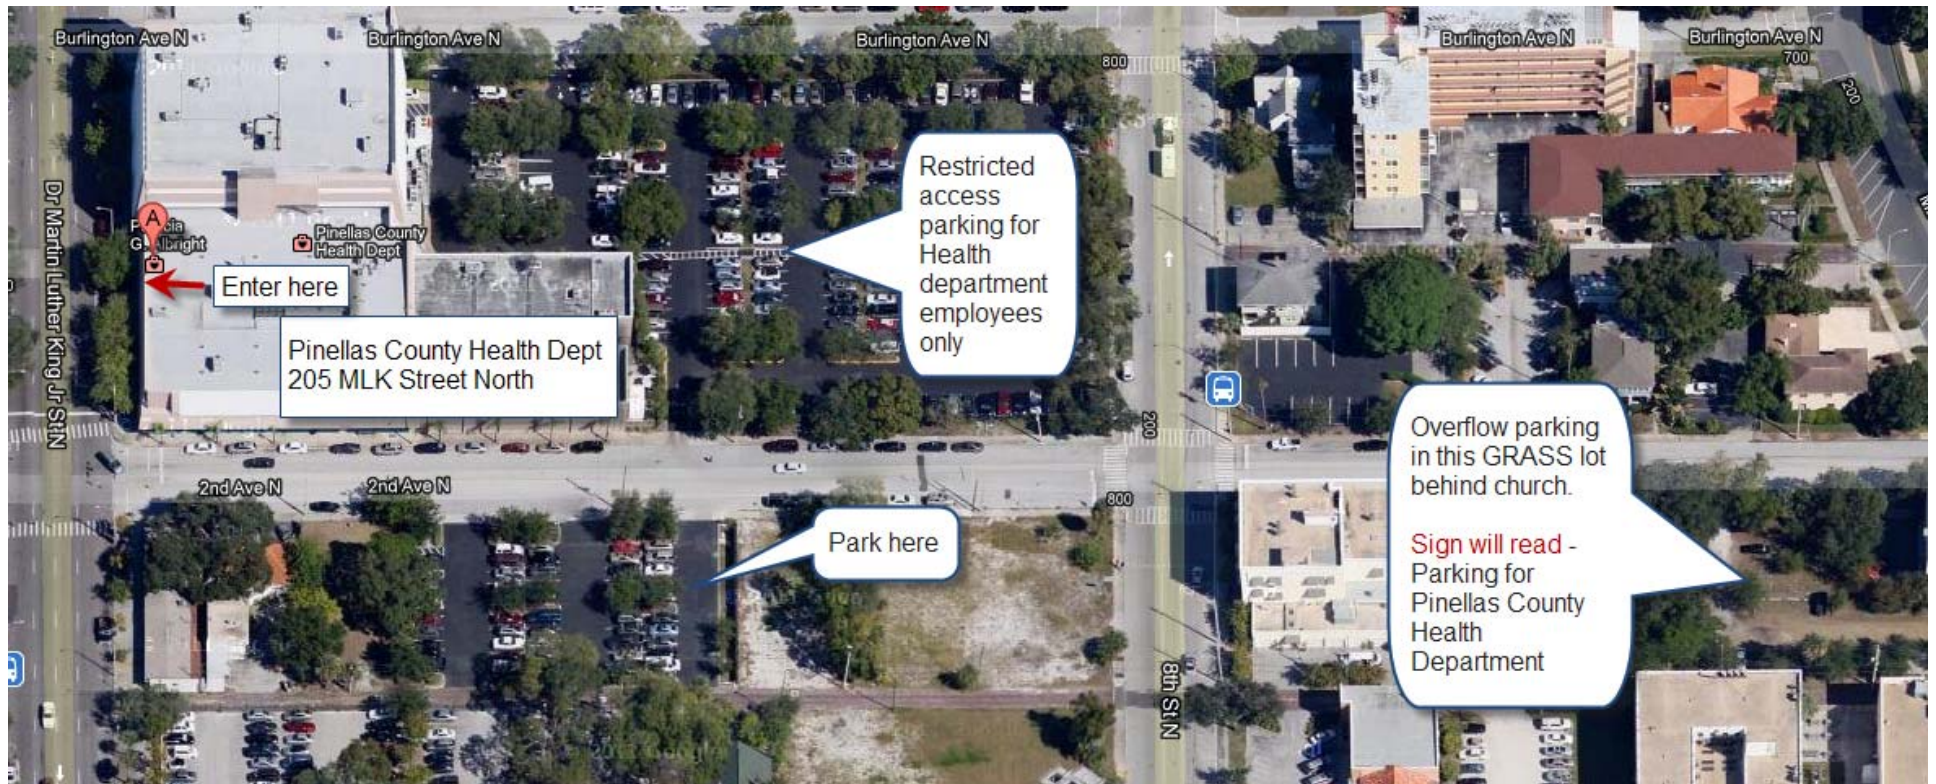 Burlington Ave N
Burlington Ave N
Burlington Ave N
Burlington Ave N
Burlington Ave N
800
700
200
Dr Martin Luther King Jr St N
A
G. Albright
Pinellas County
Health Dept
Enter here
Pinellas County Health Dept
205 MLK Street North
Restricted
access
parking for
Health
department
employees
only
200
2nd Ave N
2nd Ave N
800
Park here
8th St N
Overflow parking
in this GRASS lot
behind church.
Sign will read -
Parking for
Pinellas County
Health
Department